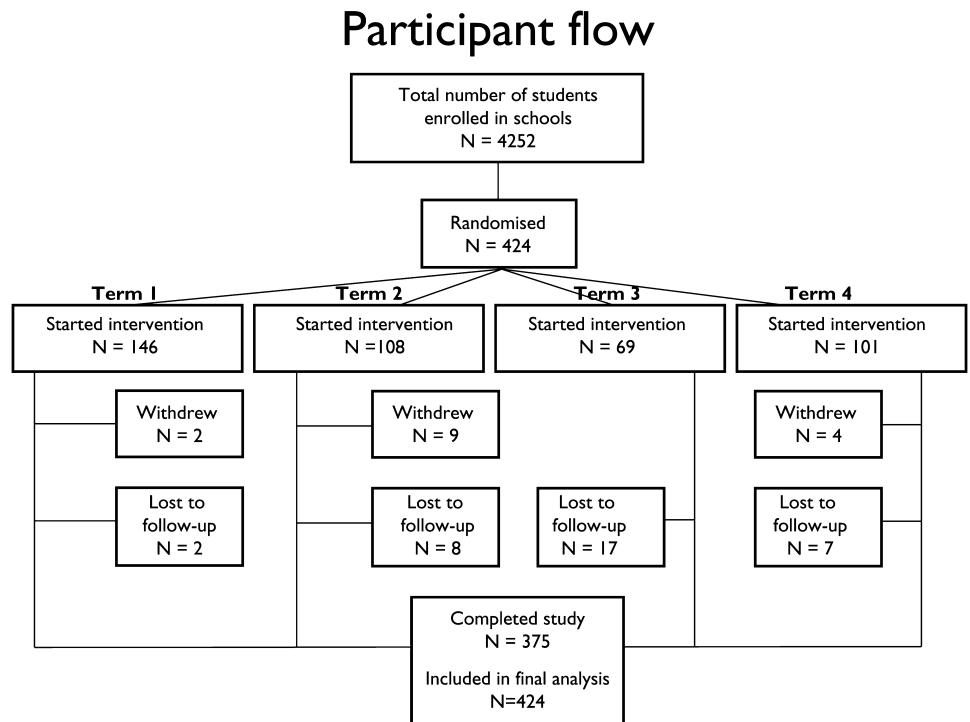 Participant flow
Total number of students
enrolled in schools
N = 4252
Randomised
N = 424
Term 1
Started intervention
N = 146
Withdrew
N = 2
Lost to
follow-up
N = 2
Term 2
Started intervention
N =108
Withdrew
N = 9
Lost to
follow-up
N = 8
Term 3
Started intervention
N = 69
Lost to
follow-up
N = 17
Term 4
Started intervention
N = 101
Withdrew
N = 4
Lost to
follow-up
N = 7
Completed study
N = 375
Included in final analysis
N=424